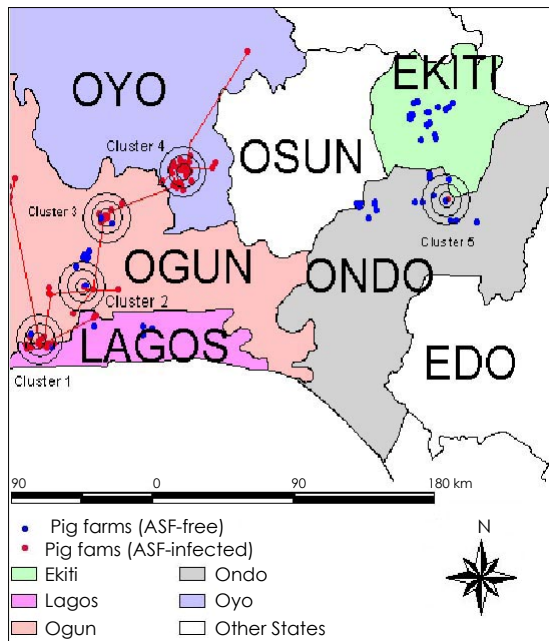 OYO
EKITI
Cluster 4
OSUN
Cluster 3
Cluster 5
OGUN
ONDO
Cluster 2
LAGOS
EDO
Cluster 1
90 0 90 180 km
Pig farms (ASF-free)
Pig fams (ASF-infected)
N
Ekiti Ondo
Lagos Oyo
Ogun Other States